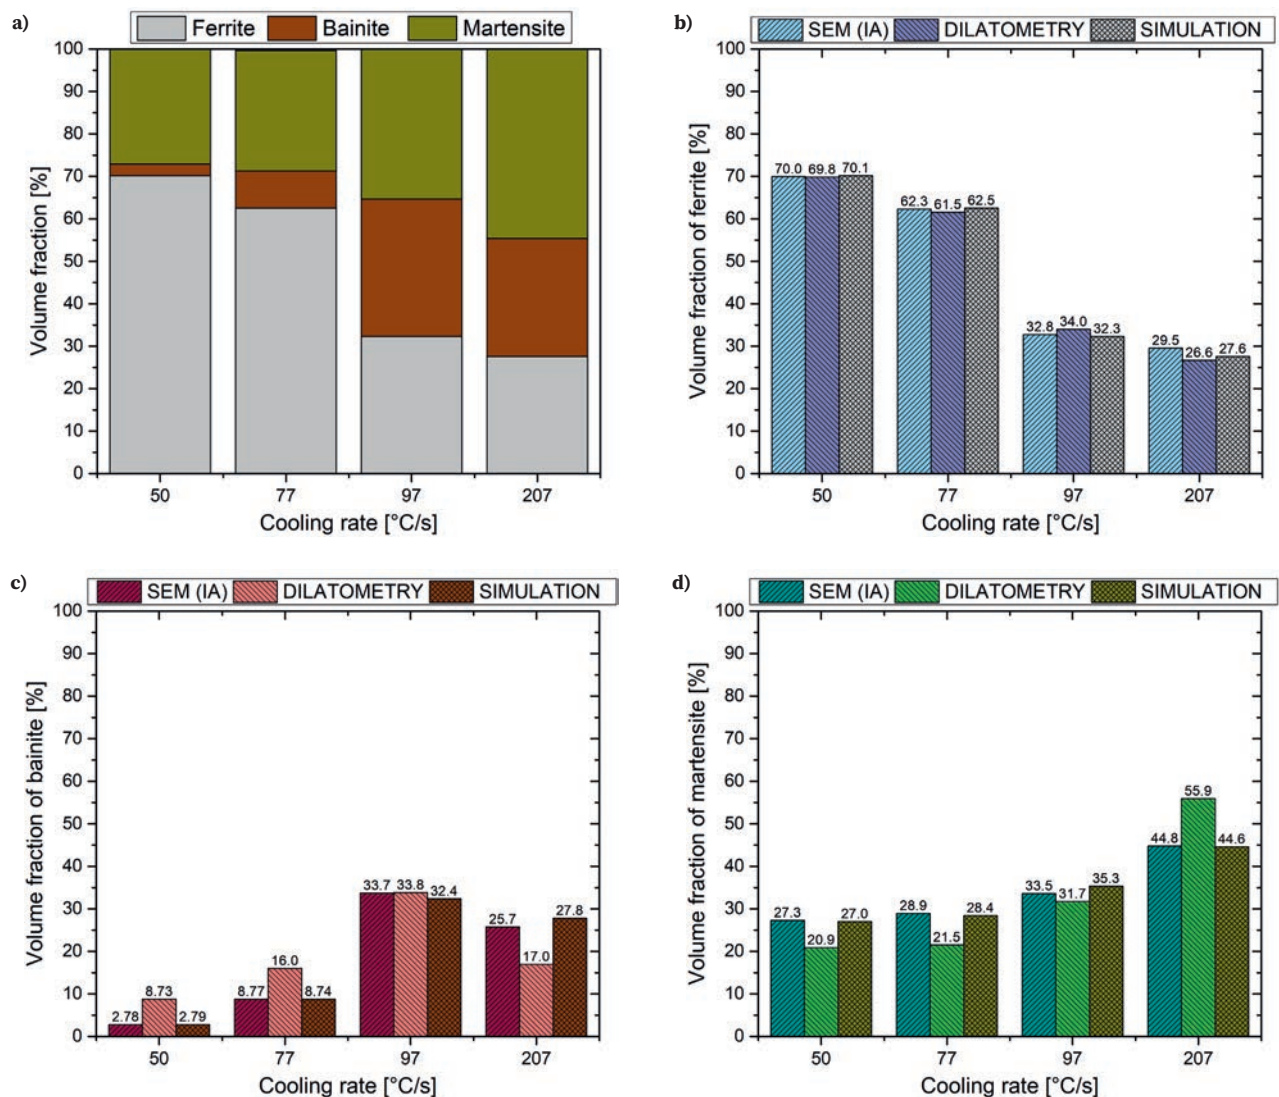 a)
Ferrite Bainite Martensite
Volume fraction [%]
100
90
80
70
60
50
40
30
20
10
0
50 77 97 207
Cooling rate [°C/s]
b)
SEM (IA) DILATOMETRY SIMULATION
Volume fraction of ferrite [%]
100
90
80
70
60
50
40
30
20
10
0
70.0 69.8 70.1
62.3 61.5 62.5
32.8 34.0 32.3
29.5 26.6 27.6
50 77 97 207
Cooling rate [°C/s]
c)
SEM (IA) DILATOMETRY SIMULATION
Volume fraction of bainite [%]
100
90
80
70
60
50
40
30
20
10
0
2.78 8.73 2.79
8.77 16.0 8.74
33.7 33.8 32.4
25.7 17.0 27.8
50 77 97 207
Cooling rate [°C/s]
d)
SEM (IA) DILATOMETRY SIMULATION
Volume fraction of martensite [%]
100
90
80
70
60
50
40
30
20
10
0
27.3 20.9 27.0
28.9 21.5 28.4
33.5 31.7 35.3
44.8 55.9 44.6
50 77 97 207
Cooling rate [°C/s]